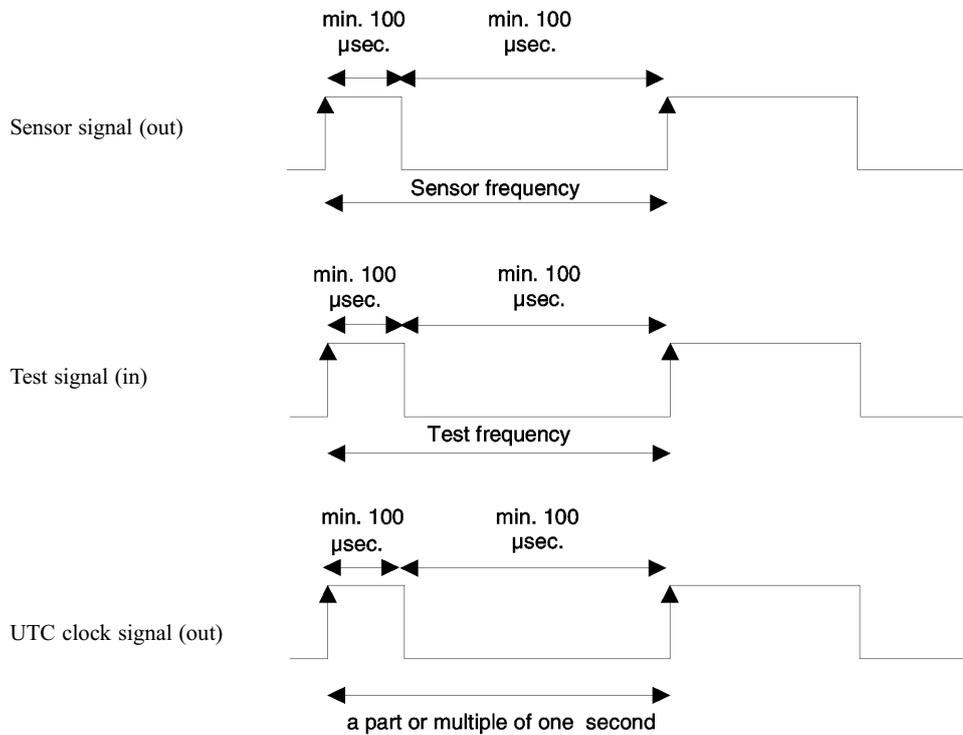 min. 100
µsec.
min. 100
µsec.
Sensor signal (out)
Sensor frequency
min. 100
µsec.
min. 100
µsec.
Test signal (in)
Test frequency
min. 100
µsec.
min. 100
µsec.
UTC clock signal (out)
a part or multiple of one second